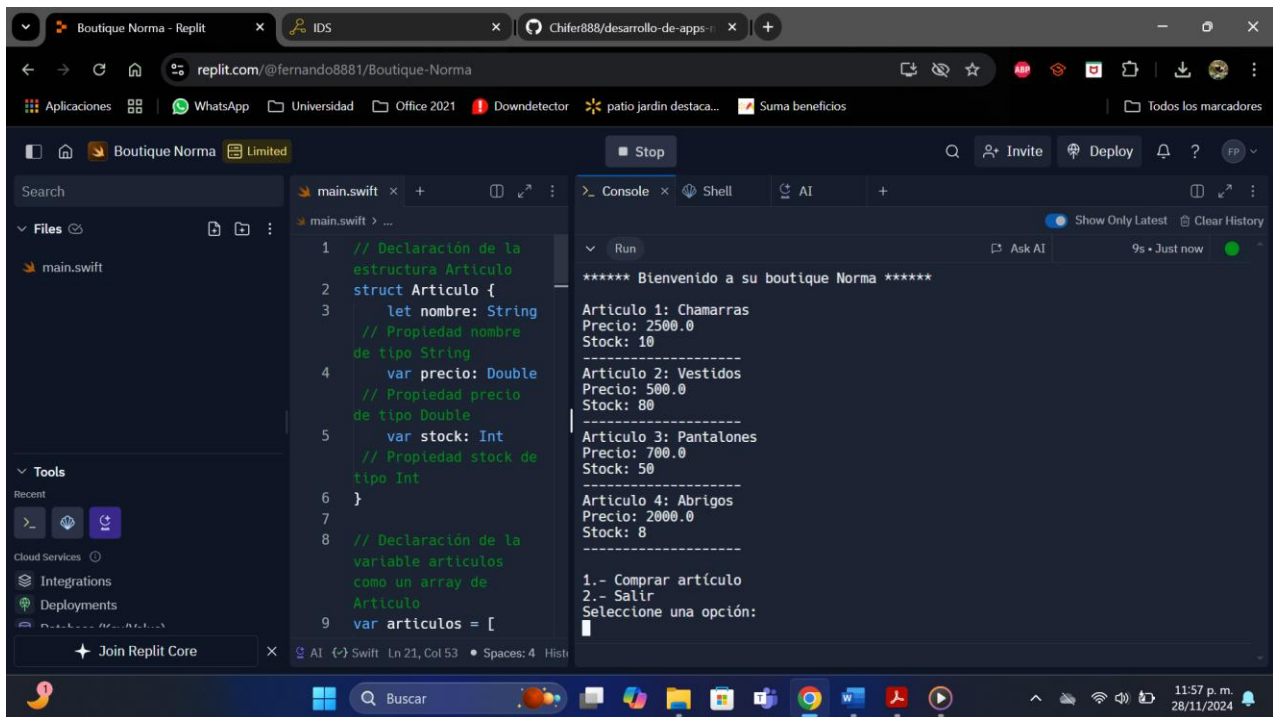 Boutique Norma - Replit
IDS
Chifer888/desarrollo-de-apps-
replit.com/@fernando8881/Boutique-Norma
ABP
Aplicaciones
WhatsApp
Universidad
Office 2021
Downdetector
patio jardin destaca...
Suma beneficios
Todos los marcadores
Boutique Norma
Limited
Stop
Invite
Deploy
?
FP
Search
main.swift
Console
Shell
AI
main.swift > ...
Show Only Latest
Clear History
Files
main.swift
1 // Declaración de la
estructura Articulo
2 struct Articulo {
3 let nombre: String
// Propiedad nombre
de tipo String
4 var precio: Double
// Propiedad precio
de tipo Double
5 var stock: Int
// Propiedad stock de
tipo Int
6 }
7
8 // Declaración de la
variable articulos
como un array de
Articulo
9 var articulos = [
Run
Ask AI
9s • Just now
****** Bienvenido a su boutique Norma ******
Articulo 1: Chamarras
Precio: 2500.0
Stock: 10
--------------------
Articulo 2: Vestidos
Precio: 500.0
Stock: 80
--------------------
Articulo 3: Pantalones
Precio: 700.0
Stock: 50
--------------------
Articulo 4: Abrigos
Precio: 2000.0
Stock: 8
--------------------
1.- Comprar artículo
2.- Salir
Seleccione una opción:
Tools
Recent
Cloud Services
Integrations
Deployments
Join Replit Core
AI {} Swift Ln 21, Col 53 • Spaces: 4
1
Buscar
11:57 p. m.
28/11/2024